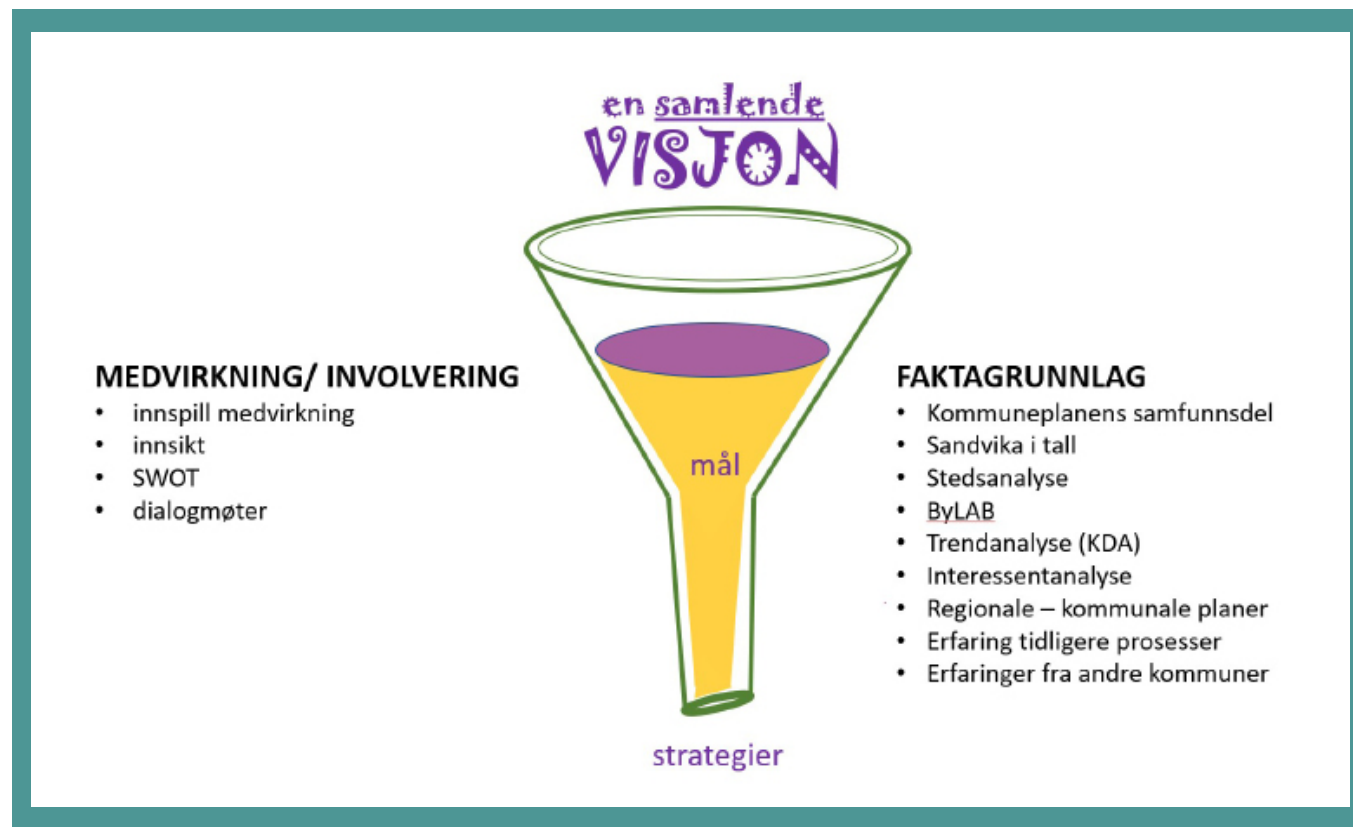 en samlende
VISJON
MEDVIRKNING/ INVOLVERING
• innspill medvirkning
• innsikt
• SWOT
• dialogmøter
mål
strategier
FAKTAGRUNNLAG
• Kommuneplanens samfunnsdel
• Sandvika i tall
• Stedsanalyse
• ByLAB
• Trendanalyse (KDA)
• Interessentanalyse
• Regionale – kommunale planer
• Erfaring tidligere prosesser
• Erfaringer fra andre kommuner